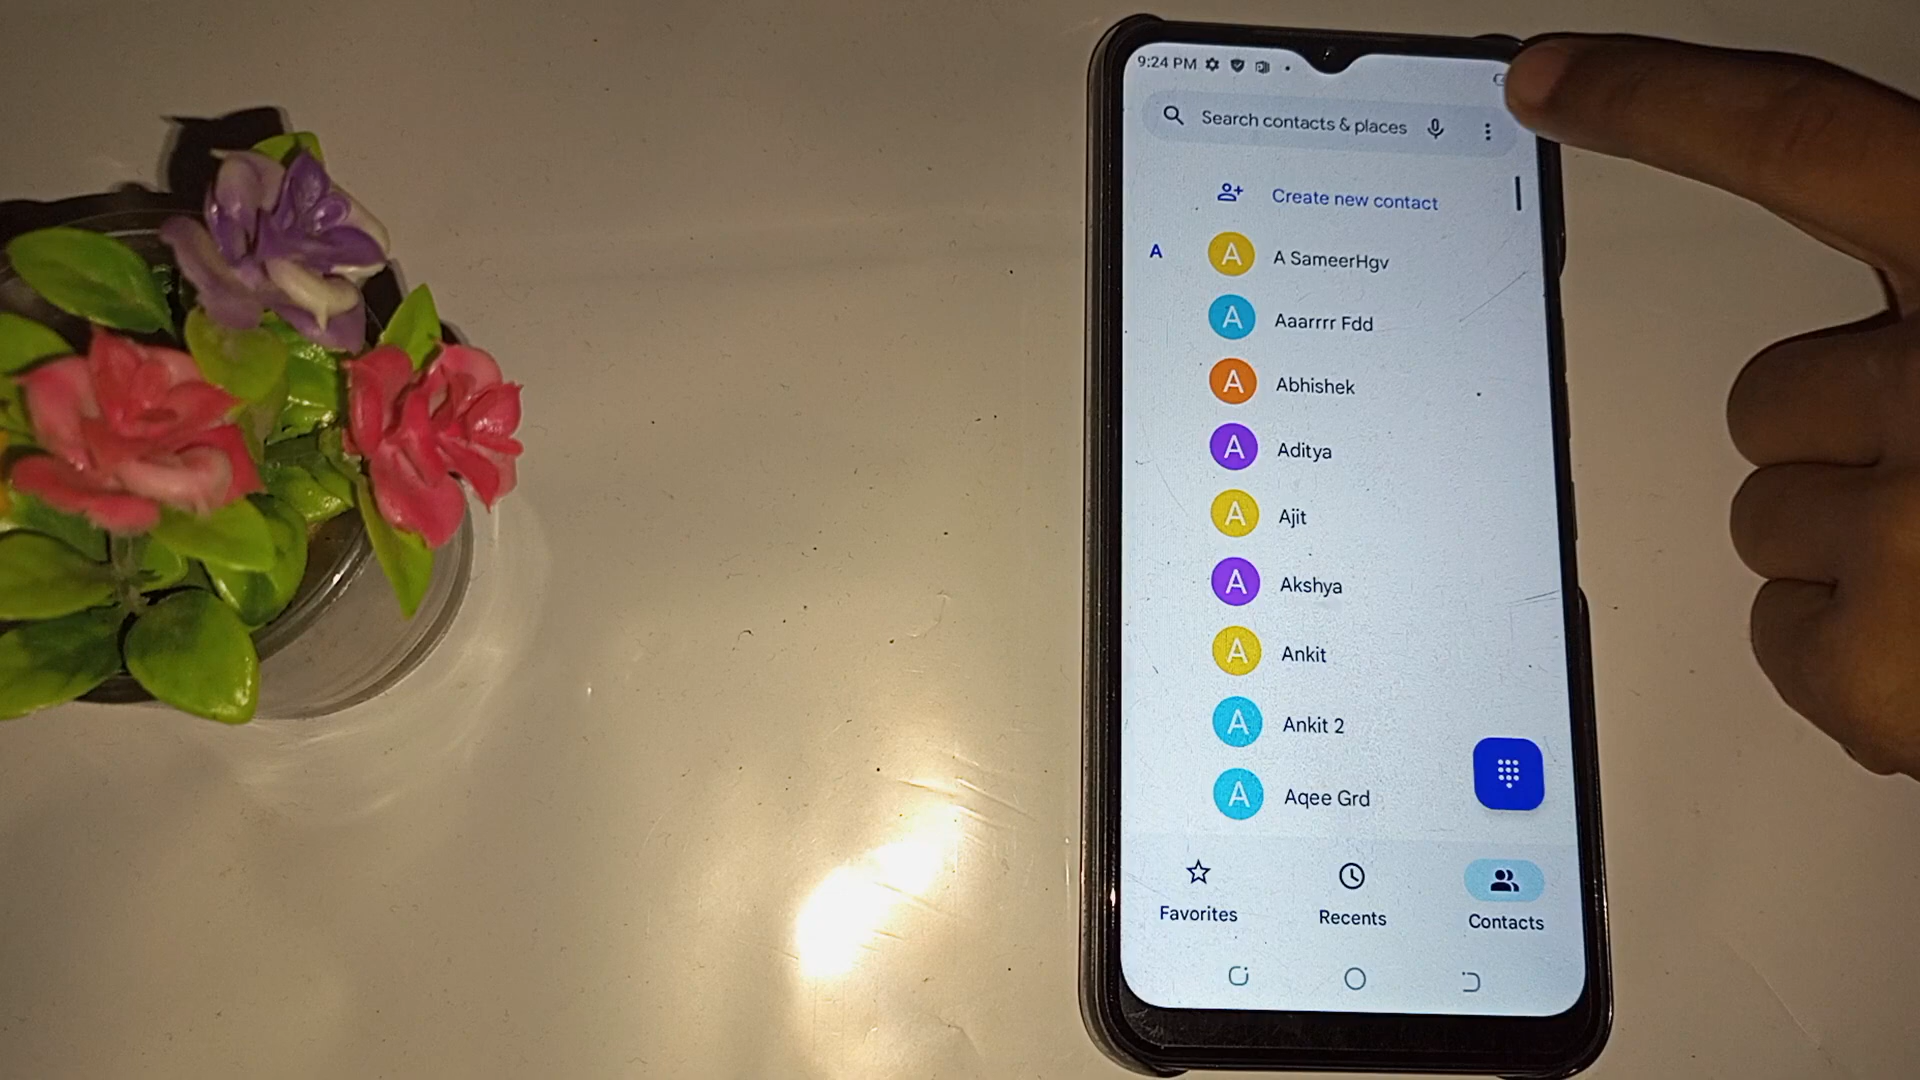 9:24 PM
Search contacts & places
Create new contact
A
A A SameerHgv
A Aaarrrr Fdd
A Abhishek
A Aditya
A Ajit
A Akshya
A Ankit
A Ankit 2
A Aqee Grd
Favorites Recents Contacts